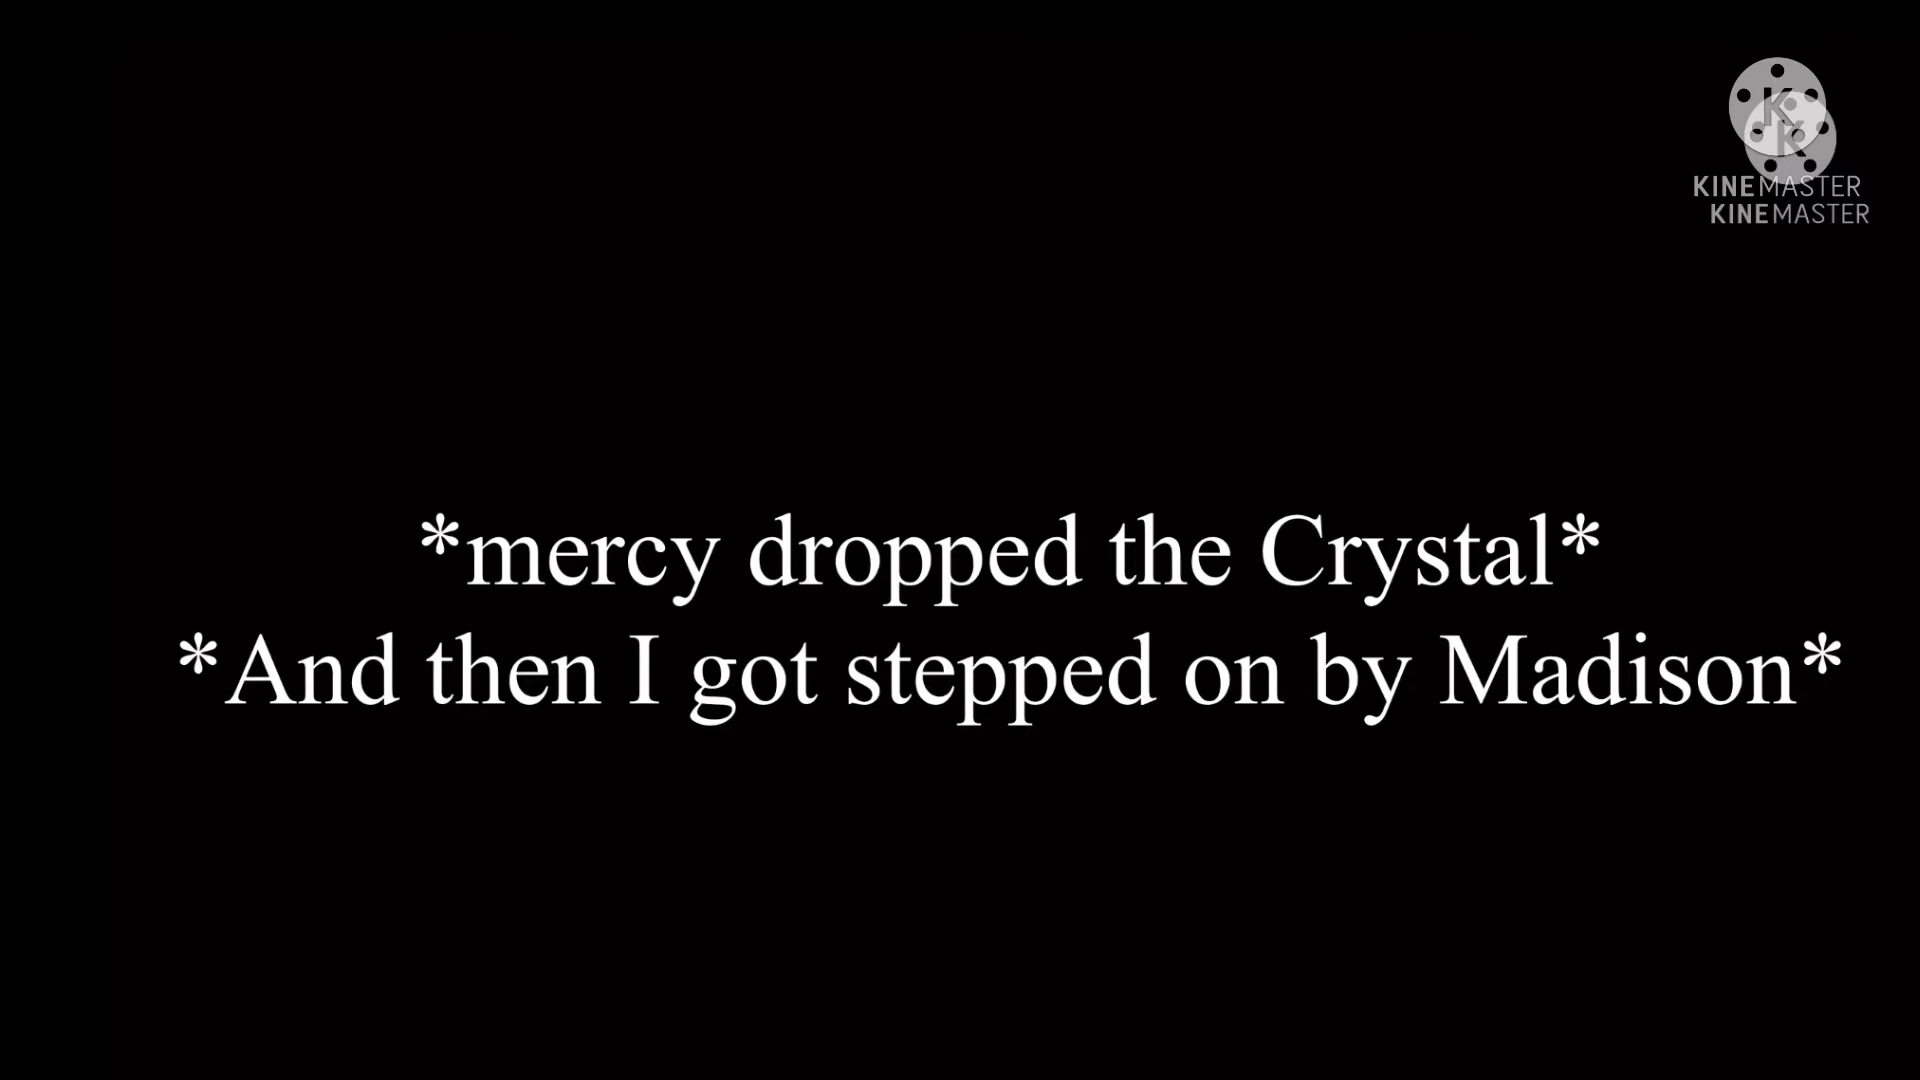 K
K
KINEMASTER
KINEMASTER
*mercy dropped the Crystal*
*And then I got stepped on by Madison*